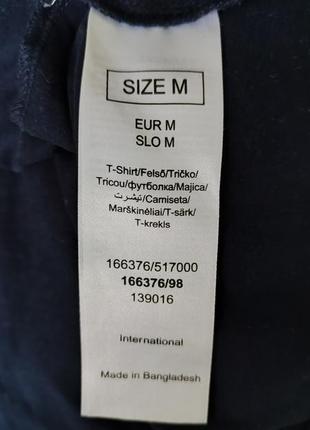 SIZE M
EUR M
SLO M
T-Shirt/Felső/Tričko/
Tricou/футболка/Majica/
تيشرت/Camiseta/
Marškinėliai/T-särk/
T-krekls
166376/517000
166376/98
139016
International
Made in Bangladesh